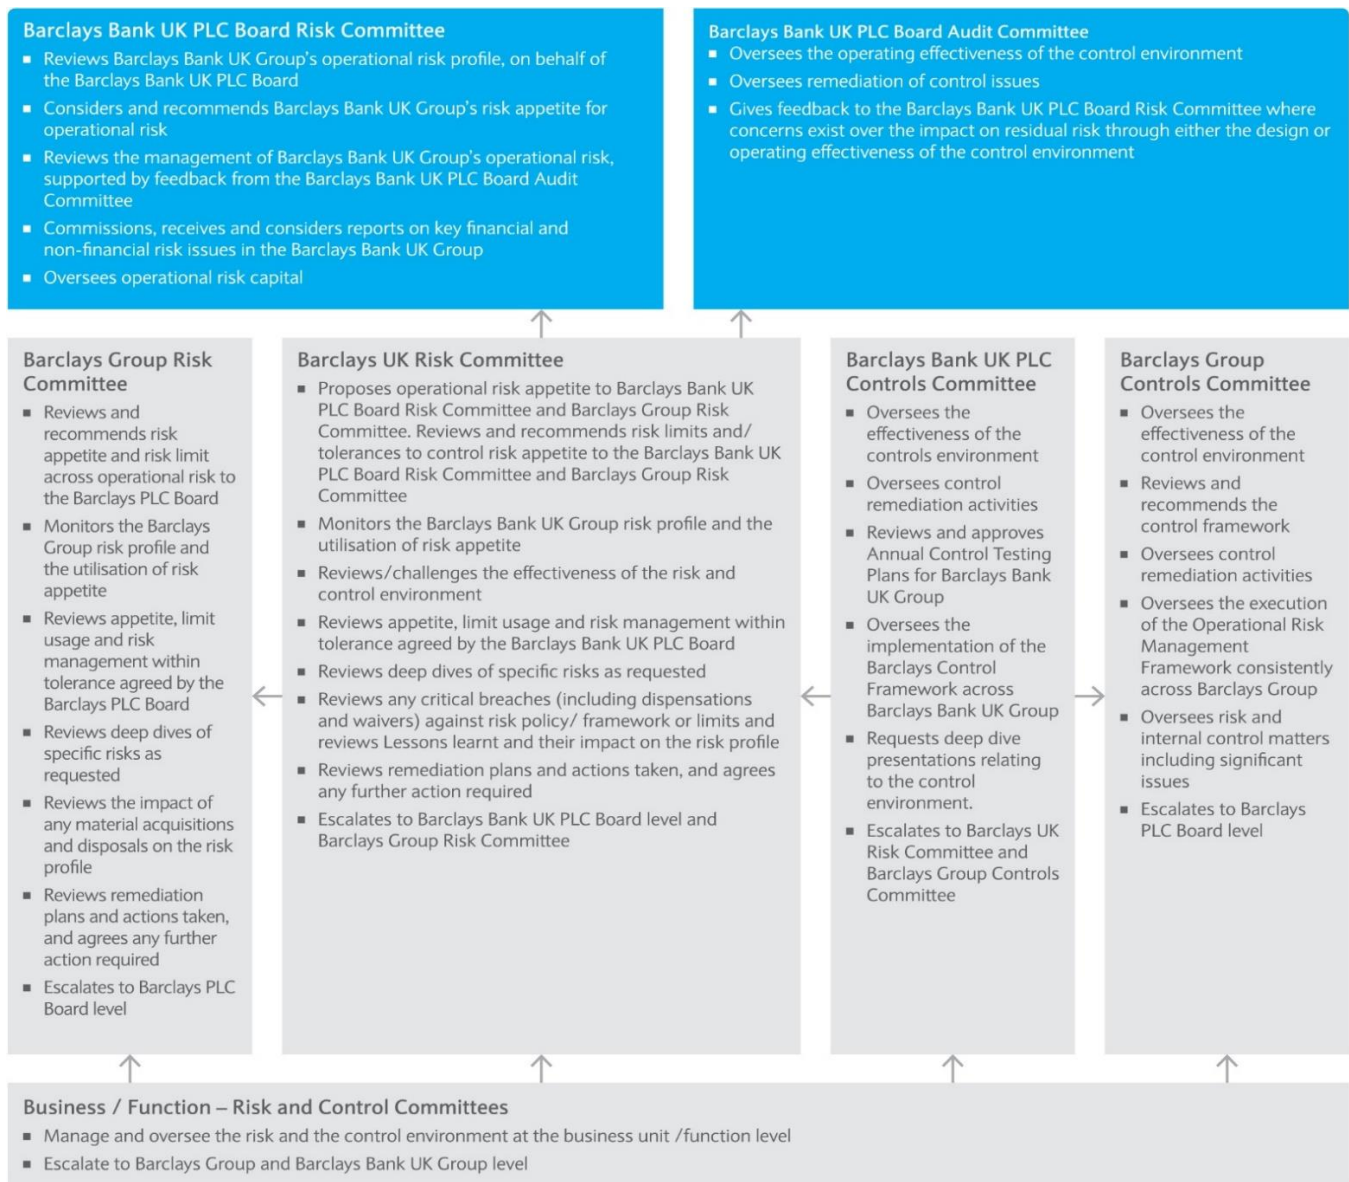 Barclays Bank UK PLC Board Risk Committee
▪ Reviews Barclays Bank UK Group's operational risk profile, on behalf of
the Barclays Bank UK PLC Board
▪ Considers and recommends Barclays Bank UK Group's risk appetite for
operational risk
▪ Reviews the management of Barclays Bank UK Group's operational risk,
supported by feedback from the Barclays Bank UK PLC Board Audit
Committee
▪ Commissions, receives and considers reports on key financial and
non-financial risk issues in the Barclays Bank UK Group
▪ Oversees operational risk capital
Barclays Bank UK PLC Board Audit Committee
▪ Oversees the operating effectiveness of the control environment
▪ Oversees remediation of control issues
▪ Gives feedback to the Barclays Bank UK PLC Board Risk Committee where
concerns exist over the impact on residual risk through either the design or
operating effectiveness of the control environment
Barclays Group Risk
Committee
▪ Reviews and
recommends risk
appetite and risk limit
across operational risk to
the Barclays PLC Board
▪ Monitors the Barclays
Group risk profile and
the utilisation of risk
appetite
▪ Reviews appetite, limit
usage and risk
management within
tolerance agreed by the
Barclays PLC Board
▪ Reviews deep dives of
specific risks as
requested
▪ Reviews the impact of
any material acquisitions
and disposals on the risk
profile
▪ Reviews remediation
plans and actions taken,
and agrees any further
action required
▪ Escalates to Barclays PLC
Board level
Barclays UK Risk Committee
▪ Proposes operational risk appetite to Barclays Bank UK
PLC Board Risk Committee and Barclays Group Risk
Committee. Reviews and recommends risk limits and/
tolerances to control risk appetite to the Barclays Bank UK
PLC Board Risk Committee and Barclays Group Risk
Committee
▪ Monitors the Barclays Bank UK Group risk profile and the
utilisation of risk appetite
▪ Reviews/challenges the effectiveness of the risk and
control environment
▪ Reviews appetite, limit usage and risk management within
tolerance agreed by the Barclays Bank UK PLC Board
▪ Reviews deep dives of specific risks as requested
▪ Reviews any critical breaches (including dispensations
and waivers) against risk policy/ framework or limits and
reviews Lessons learnt and their impact on the risk profile
▪ Reviews remediation plans and actions taken, and agrees
any further action required
▪ Escalates to Barclays Bank UK PLC Board level and
Barclays Group Risk Committee
Barclays Bank UK PLC
Controls Committee
▪ Oversees the
effectiveness of the
controls environment
▪ Oversees control
remediation activities
▪ Reviews and approves
Annual Control Testing
Plans for Barclays Bank
UK Group
▪ Oversees the
implementation of the
Barclays Control
Framework across
Barclays Bank UK Group
▪ Requests deep dive
presentations relating
to the control
environment.
▪ Escalates to Barclays UK
Risk Committee and
Barclays Group Controls
Committee
Barclays Group
Controls Committee
▪ Oversees the
effectiveness of the
control environment
▪ Reviews and
recommends the
control framework
▪ Oversees control
remediation activities
▪ Oversees the execution
of the Operational Risk
Management
Framework consistently
across Barclays Group
▪ Oversees risk and
internal control matters
including significant
issues
▪ Escalates to Barclays
PLC Board level
Business / Function – Risk and Control Committees
▪ Manage and oversee the risk and the control environment at the business unit /function level
▪ Escalate to Barclays Group and Barclays Bank UK Group level